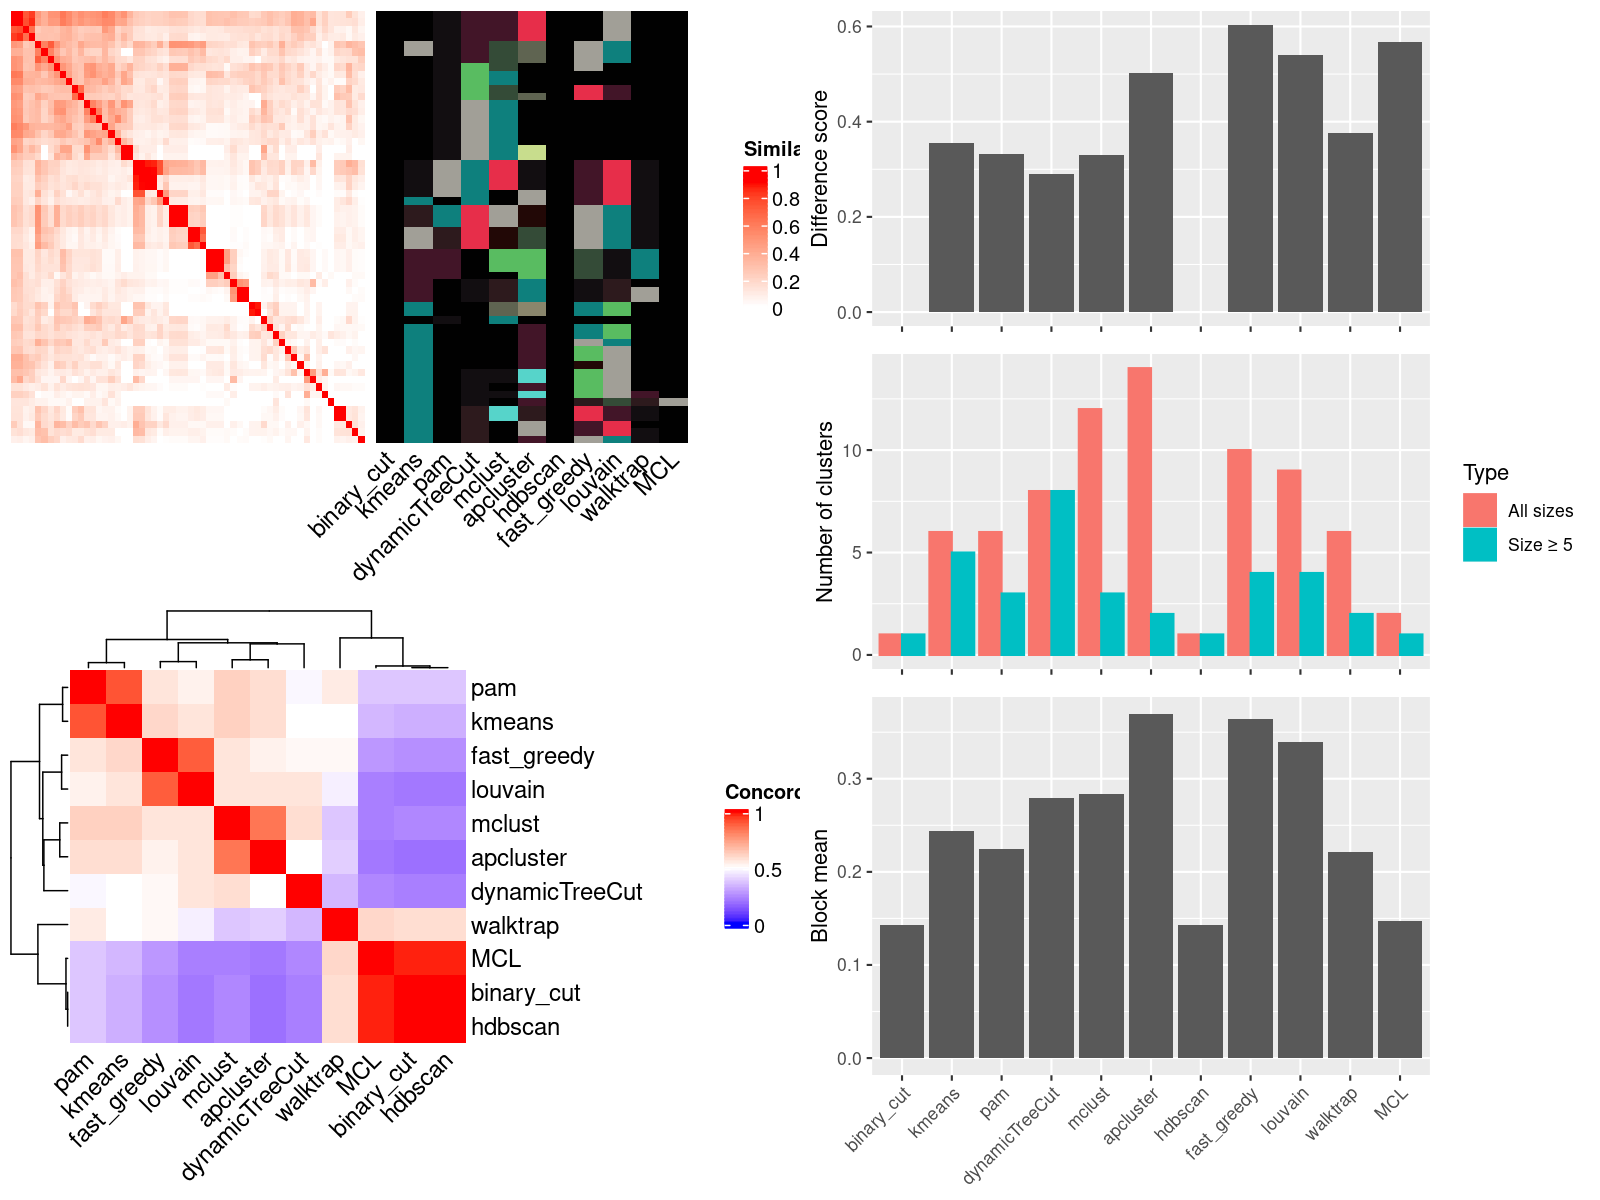 binary_cut
kmeans
pam
dynamicTreeCut
mclust
apcluster
hdbscan
fast_greedy
louvain
walktrap
MCL
Simila
1
0.8
0.6
0.4
0.2
0
pam
kmeans
fast_greedy
louvain
mclust
apcluster
dynamicTreeCut
walktrap
MCL
binary_cut
hdbscan
pam
kmeans
fast_greedy
louvain
mclust
apcluster
dynamicTreeCut
walktrap
MCL
binary_cut
hdbscan
Concord
1
0.5
0
Difference score
0.6
0.4
0.2
0.0
Number of clusters
10
5
0
Type
All sizes
Size ≥ 5
Block mean
0.3
0.2
0.1
0.0
binary_cut
kmeans
pam
dynamicTreeCut
mclust
apcluster
hdbscan
fast_greedy
louvain
walktrap
MCL